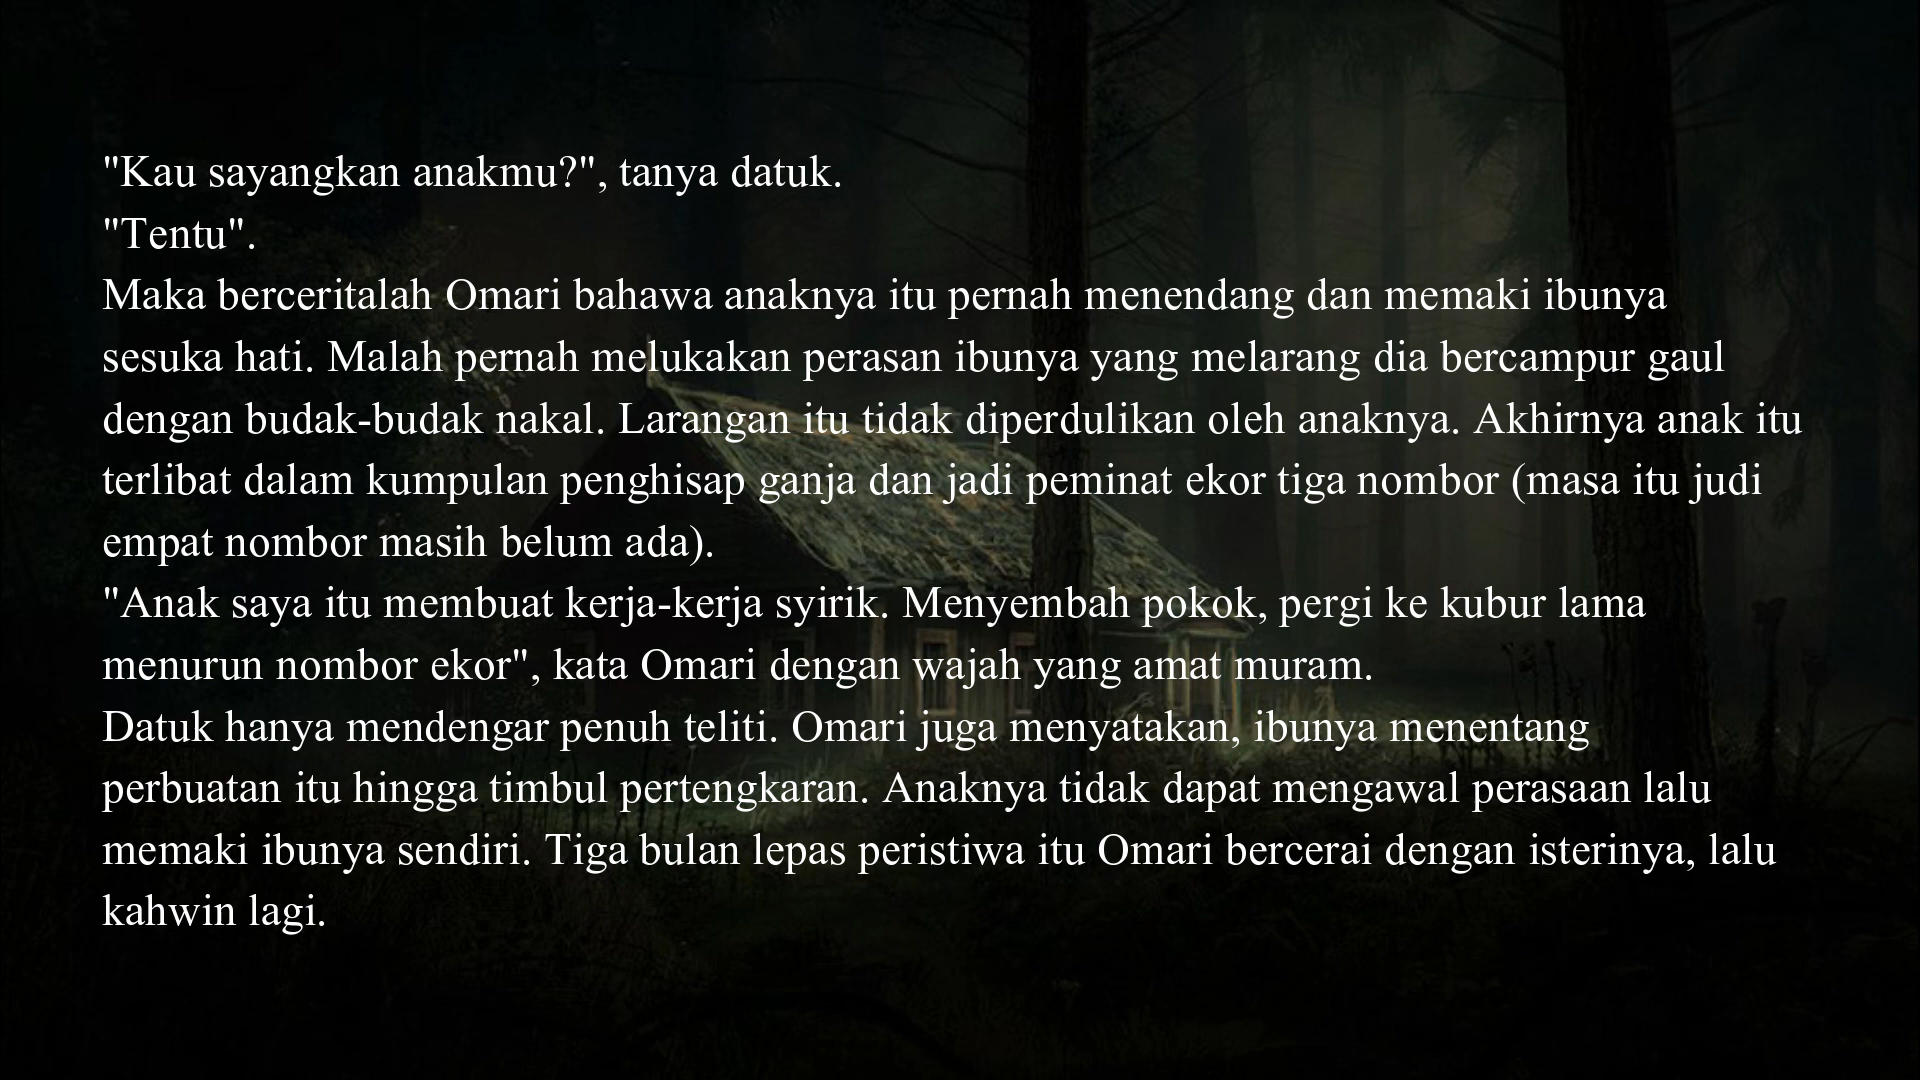 "Kau sayangkan anakmu?", tanya datuk.
"Tentu".
Maka berceritalah Omari bahawa anaknya itu pernah menendang dan memaki ibunya
sesuka hati. Malah pernah melukakan perasan ibunya yang melarang dia bercampur gaul
dengan budak-budak nakal. Larangan itu tidak diperdulikan oleh anaknya. Akhirnya anak itu
terlibat dalam kumpulan penghisap ganja dan jadi peminat ekor tiga nombor (masa itu judi
empat nombor masih belum ada).
"Anak saya itu membuat kerja-kerja syirik. Menyembah pokok, pergi ke kubur lama
menurun nombor ekor", kata Omari dengan wajah yang amat muram.
Datuk hanya mendengar penuh teliti. Omari juga menyatakan, ibunya menentang
perbuatan itu hingga timbul pertengkaran. Anaknya tidak dapat mengawal perasaan lalu
memaki ibunya sendiri. Tiga bulan lepas peristiwa itu Omari bercerai dengan isterinya, lalu
kahwin lagi.